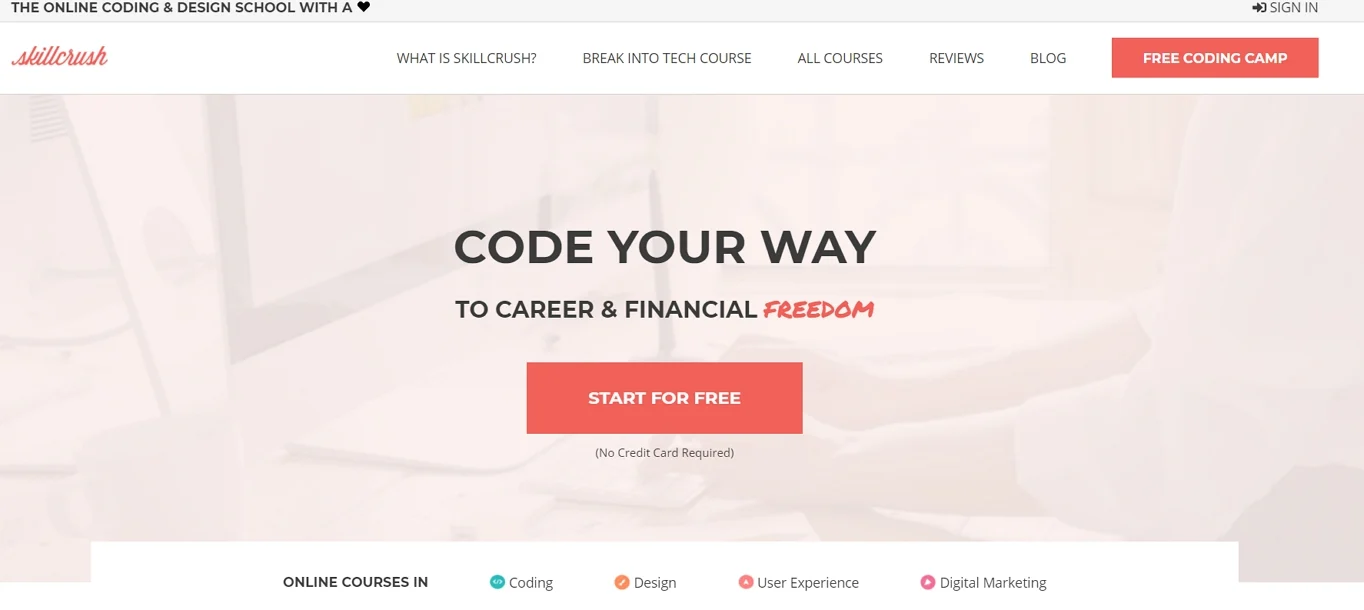 THE ONLINE CODING & DESIGN SCHOOL WITH A ♥
SIGN IN
skillcrush
WHAT IS SKILLCRUSH?
BREAK INTO TECH COURSE
ALL COURSES
REVIEWS
BLOG
FREE CODING CAMP
CODE YOUR WAY
TO CAREER & FINANCIAL FREEDOM
START FOR FREE
(No Credit Card Required)
ONLINE COURSES IN
Coding
Design
User Experience
Digital Marketing